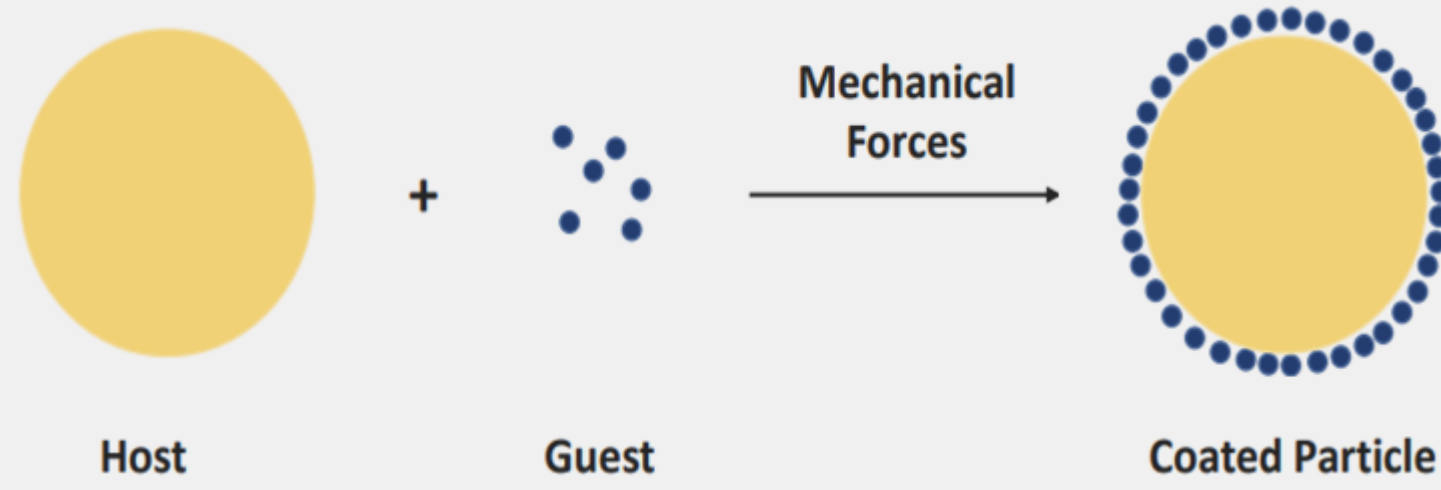 Mechanical
Forces
+
Host
Guest
Coated Particle